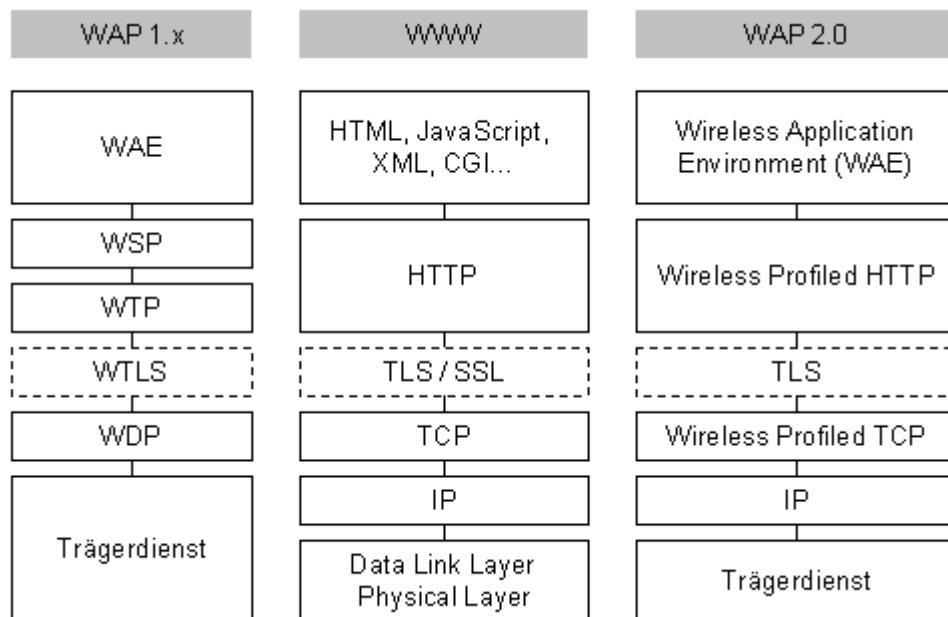 WAP 1.x
WWW
WAP 2.0
WAE
WSP
WTP
WTLS
WDP
Trägerdienst
HTML, JavaScript,
XML, CGI...
HTTP
TLS / SSL
TCP
IP
Data Link Layer
Physical Layer
Wireless Application
Environment (WAE)
Wireless Profiled HTTP
TLS
Wireless Profiled TCP
IP
Trägerdienst